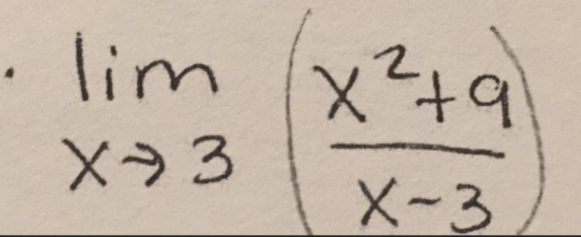 · lim x→3 (x²+9 / x-3)